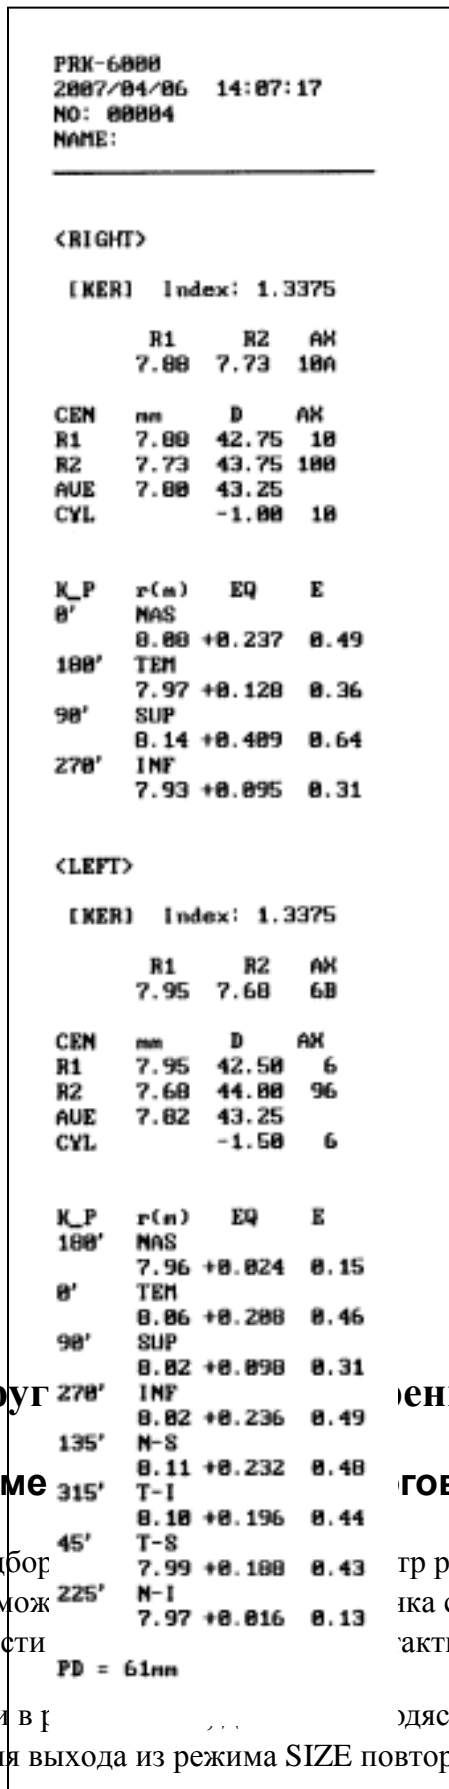 PRK-6000
2007/04/06 14:07:17
NO: 00004
NAME:
<RIGHT>
[KER] Index: 1.3375
R1 R2 AX
7.88 7.73 10A
CEN mm D AX
R1 7.88 42.75 10
R2 7.73 43.75 100
AVE 7.80 43.25
CYL -1.00 10
K_P r(m) EQ E
0' NAS
8.08 +0.237 0.49
180' TEM
7.97 +0.128 0.36
90' SUP
8.14 +0.409 0.64
270' INF
7.93 +0.095 0.31
<LEFT>
[KER] Index: 1.3375
R1 R2 AX
7.95 7.68 6B
CEN mm D AX
R1 7.95 42.50 6
R2 7.68 44.00 96
AVE 7.82 43.25
CYL -1.50 6
K_P r(m) EQ E
180' NAS
7.96 +0.024 0.15
0' TEM
8.06 +0.208 0.46
90' SUP
8.02 +0.098 0.31
270' INF
8.02 +0.236 0.49
135' N-S
8.11 +0.232 0.48
315' T-I
8.10 +0.196 0.44
45' T-S
7.99 +0.188 0.43
225' N-I
7.97 +0.016 0.13
PD = 61mm
выхода из режима SIZE повтор